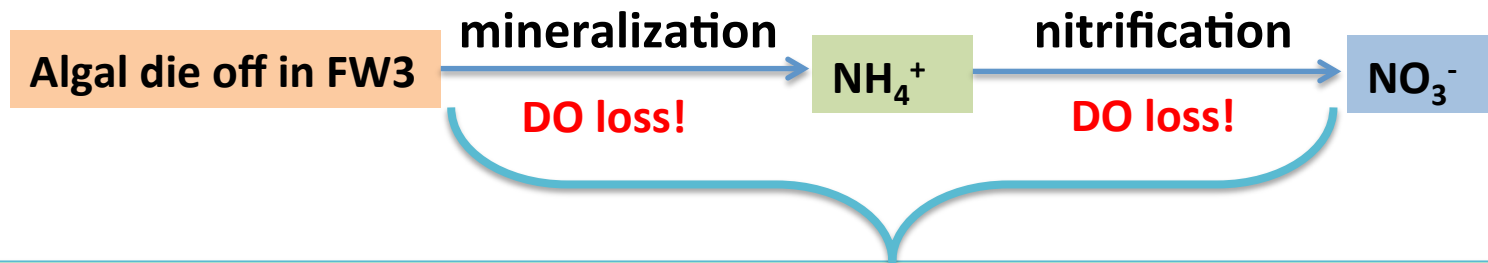 mineralization nitrification
Algal die off in FW3 NH₄⁺ NO₃⁻
DO loss! DO loss!